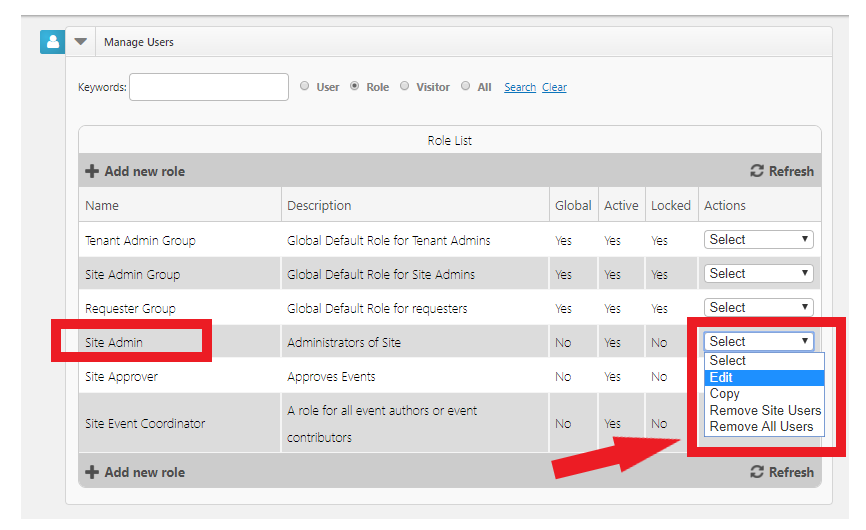 Manage Users
Keywords: User Role Visitor All Search Clear
Role List
Add new role Refresh
Name Description Global Active Locked Actions
Tenant Admin Group Global Default Role for Tenant Admins Yes Yes Yes Select
Site Admin Group Global Default Role for Site Admins Yes Yes Yes Select
Requester Group Global Default Role for requesters Yes Yes Yes Select
Site Admin Administrators of Site No Yes No Select
Select
Edit
Copy
Remove Site Users
Remove All Users
Site Approver Approves Events No Yes No
Site Event Coordinator A role for all event authors or event
contributors No Yes No
Add new role Refresh